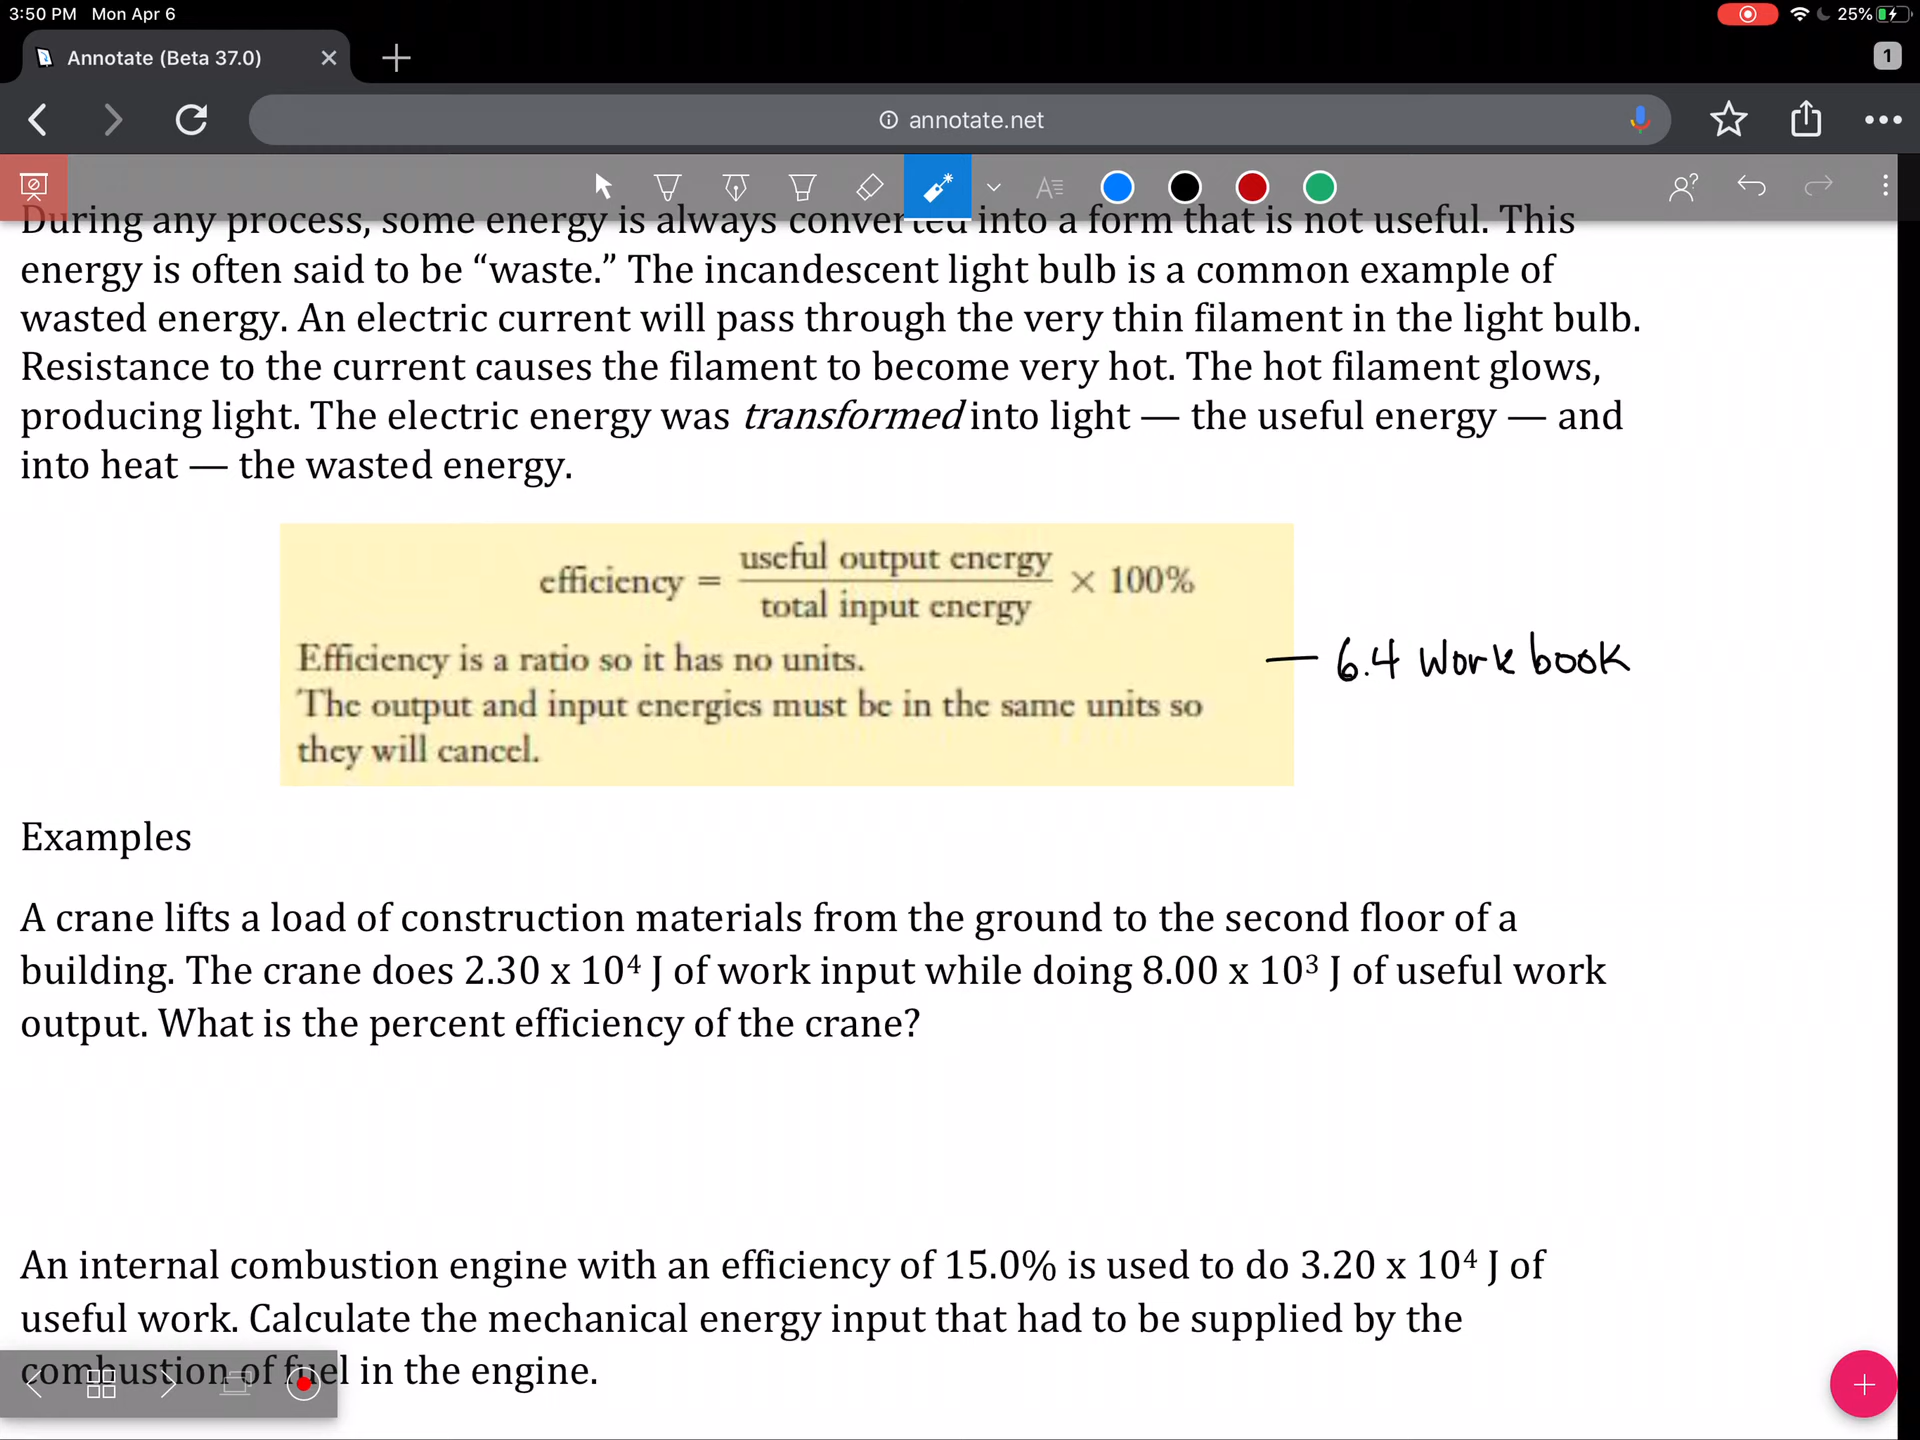 3:50 PM Mon Apr 6
25%
Annotate (Beta 37.0)
1
annotate.net
During any process, some energy is always converted into a form that is not useful. This
energy is often said to be “waste.” The incandescent light bulb is a common example of
wasted energy. An electric current will pass through the very thin filament in the light bulb.
Resistance to the current causes the filament to become very hot. The hot filament glows,
producing light. The electric energy was transformed into light — the useful energy — and
into heat — the wasted energy.
efficiency = useful output energy / total input energy × 100%
Efficiency is a ratio so it has no units.
The output and input energies must be in the same units so
they will cancel.
— 6.4 Workbook
Examples
A crane lifts a load of construction materials from the ground to the second floor of a
building. The crane does 2.30 x 10⁴ J of work input while doing 8.00 x 10³ J of useful work
output. What is the percent efficiency of the crane?
An internal combustion engine with an efficiency of 15.0% is used to do 3.20 x 10⁴ J of
useful work. Calculate the mechanical energy input that had to be supplied by the
combustion of fuel in the engine.